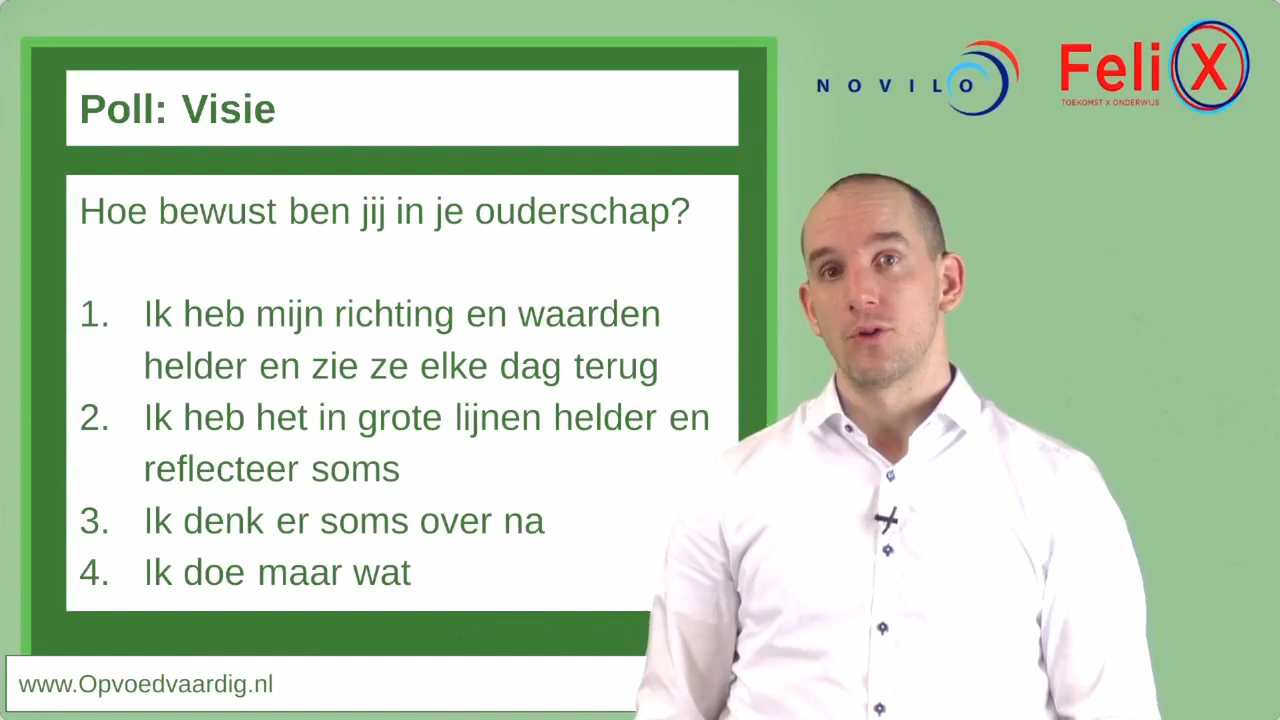 Poll: Visie
NOVILO
FeliX
TOEKOMST X ONDERWIJS
Hoe bewust ben jij in je ouderschap?
1. Ik heb mijn richting en waarden
helder en zie ze elke dag terug
2. Ik heb het in grote lijnen helder en
reflecteer soms
3. Ik denk er soms over na
4. Ik doe maar wat
www.Opvoedvaardig.nl